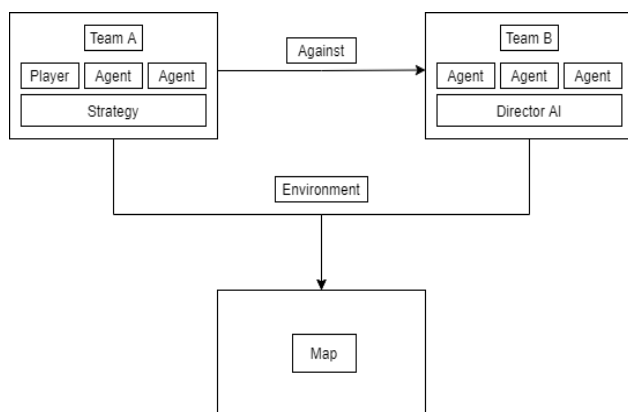 Team A
Player Agent Agent
Strategy
Against
Team B
Agent Agent Agent
Director AI
Environment
Map